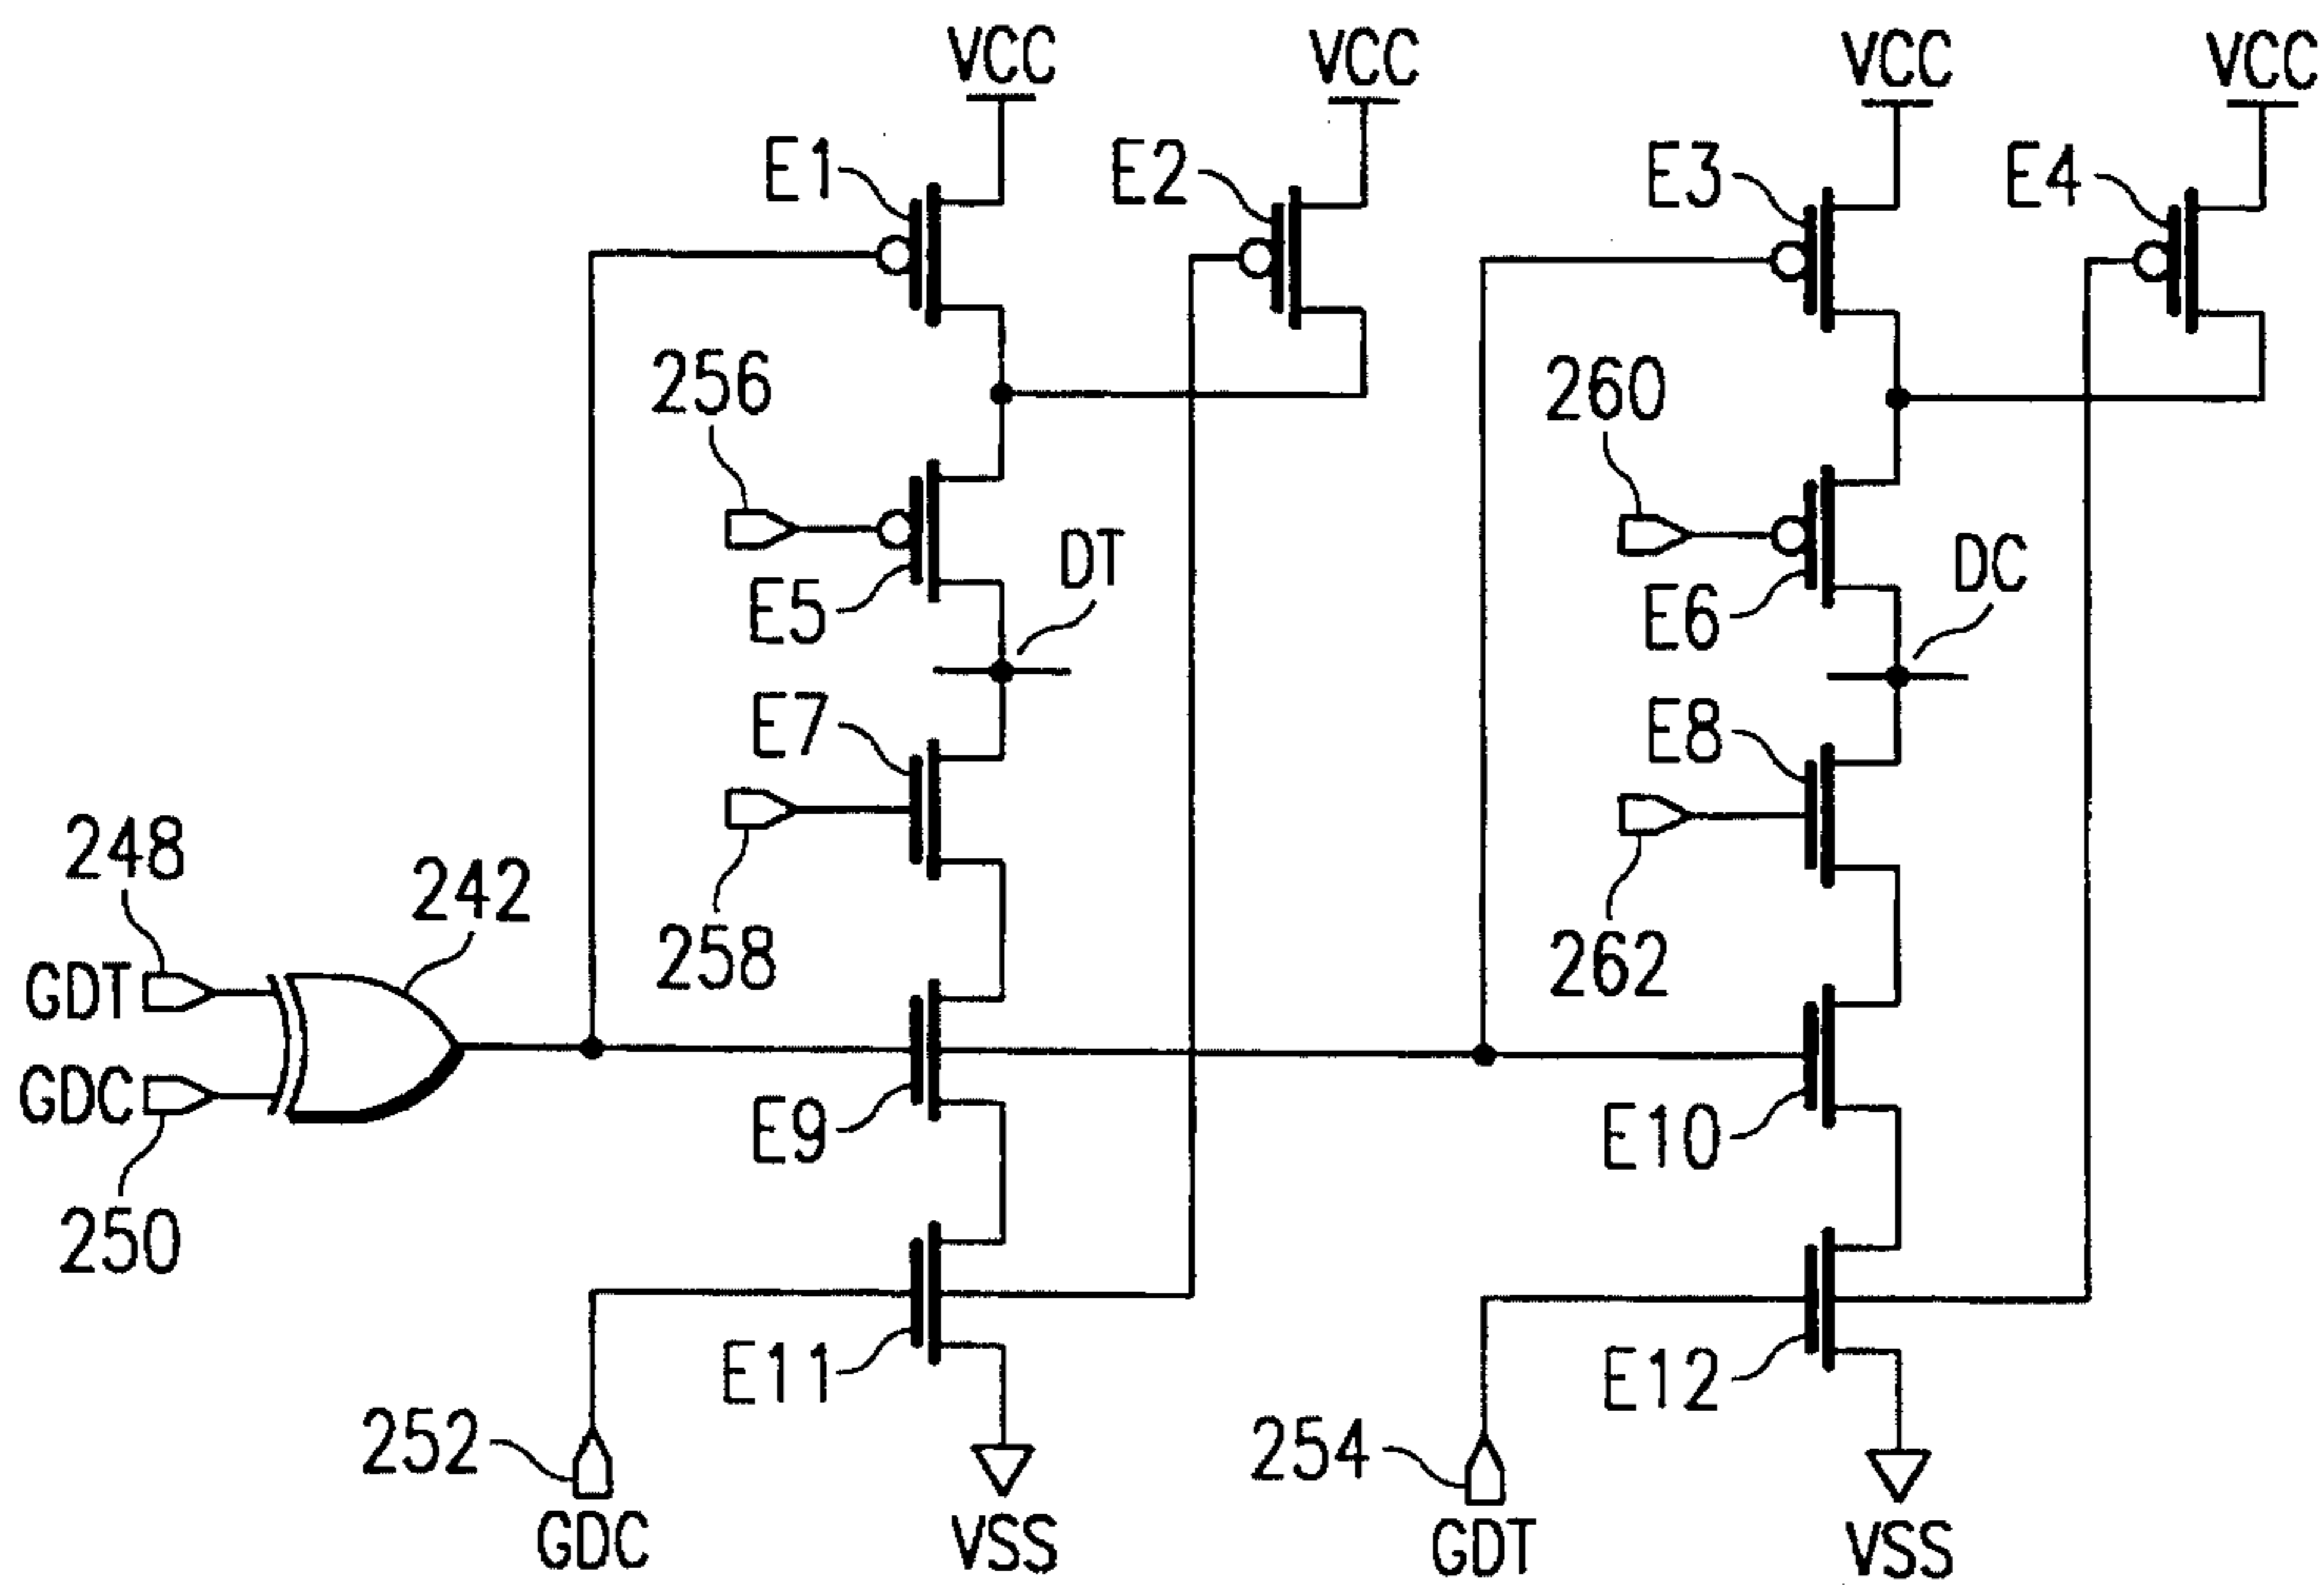 VCC
VCC
VCC
VCC
E1
E2
E3
E4
256
260
E5
DT
E6
DC
E7
E8
248
242
258
262
GDT
GDC
250
E9
E10
E11
E12
252
254
GDC
VSS
GDT
VSS